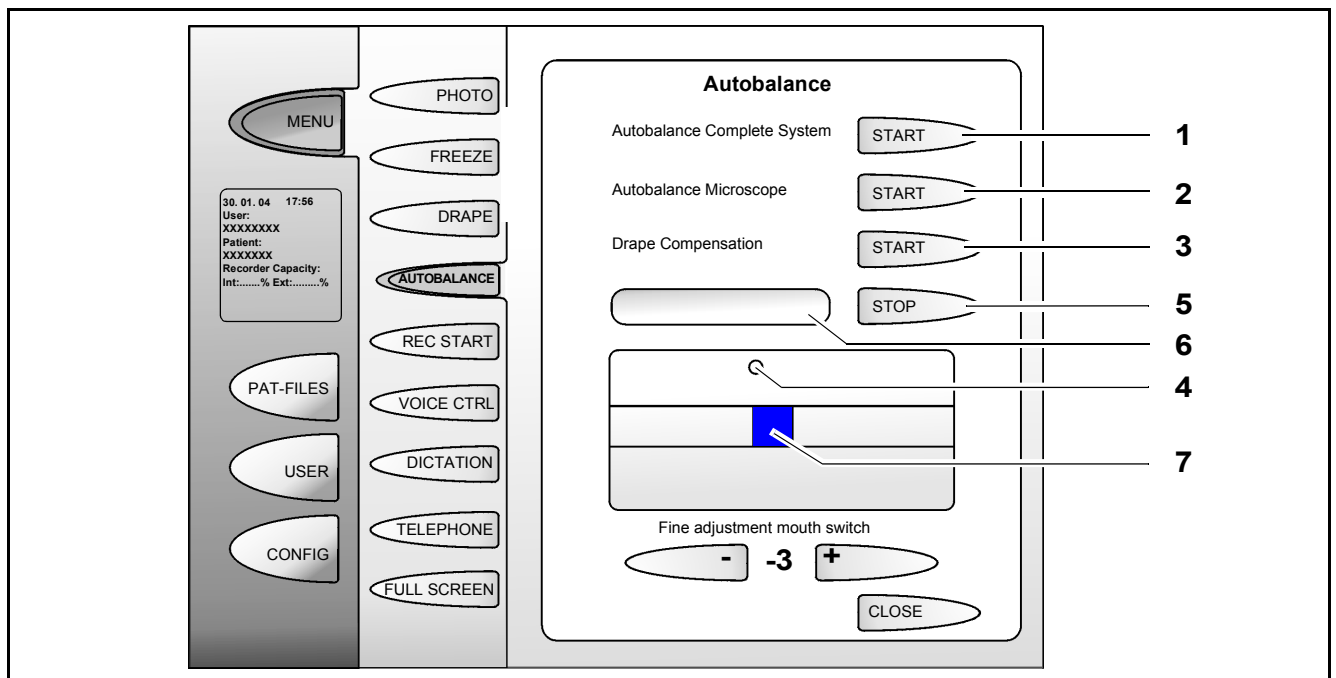 MENU
30. 01. 04 17:56
User:
XXXXXXXX
Patient:
XXXXXXX
Recorder Capacity:
Int:......% Ext:.........%
PAT-FILES
USER
CONFIG
PHOTO
FREEZE
DRAPE
AUTOBALANCE
REC START
VOICE CTRL
DICTATION
TELEPHONE
FULL SCREEN
Autobalance
Autobalance Complete System START 1
Autobalance Microscope START 2
Drape Compensation START 3
STOP 5
6
4
7
Fine adjustment mouth switch
- -3 +
CLOSE